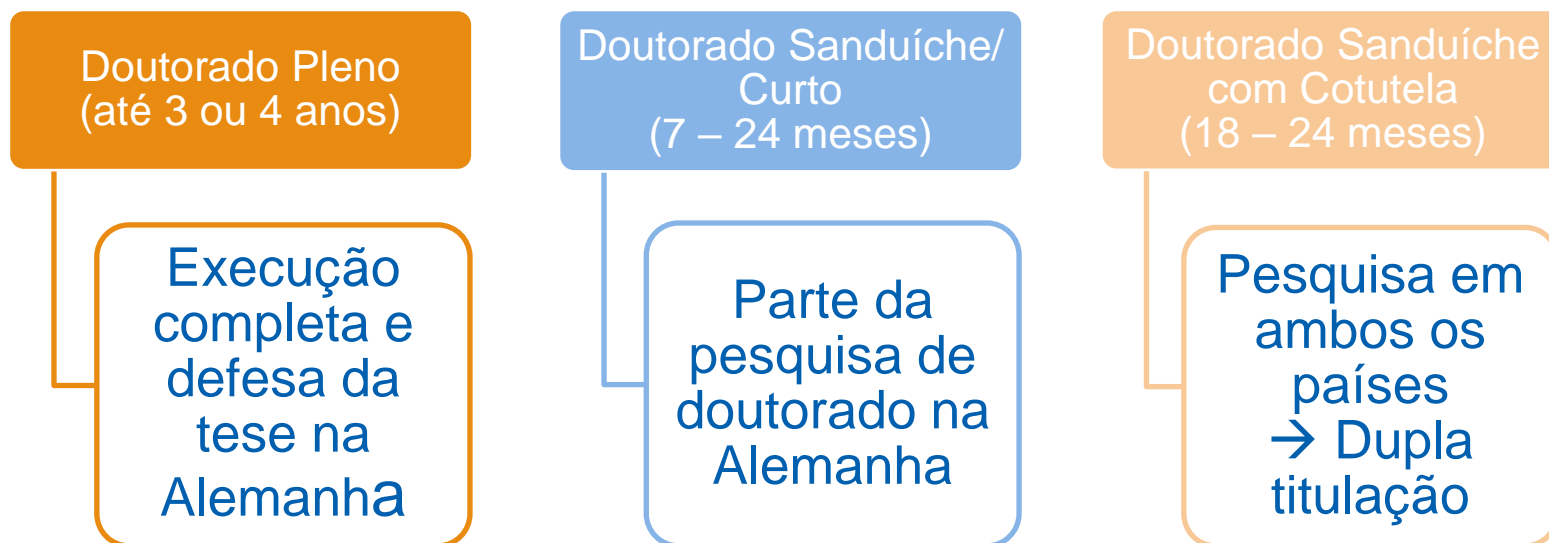 Doutorado Pleno
(até 3 ou 4 anos)
Execução
completa e
defesa da
tese na
Alemanha
Doutorado Sanduíche/
Curto
(7 – 24 meses)
Parte da
pesquisa de
doutorado na
Alemanha
Doutorado Sanduíche
com Cotutela
(18 – 24 meses)
Pesquisa em
ambos os
países
→ Dupla
titulação